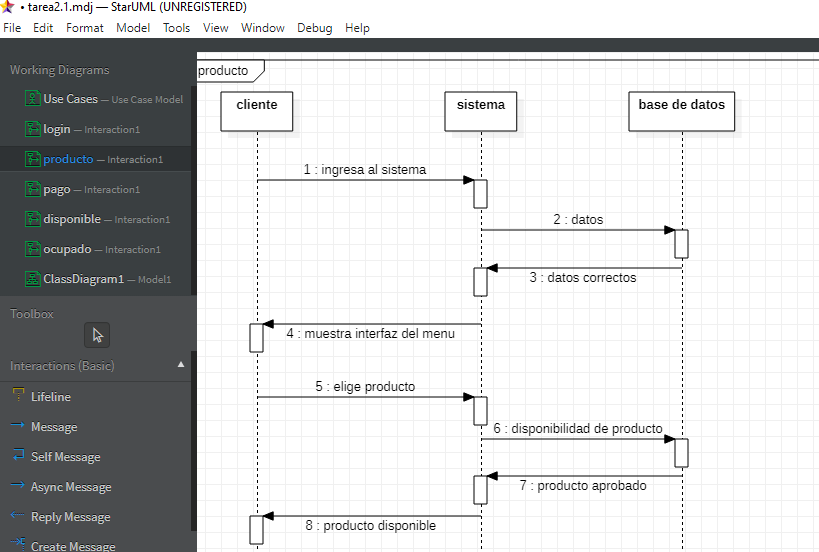 • tarea2.1.mdj — StarUML (UNREGISTERED)
File Edit Format Model Tools View Window Debug Help
Working Diagrams
Use Cases — Use Case Model
login — Interaction1
producto — Interaction1
pago — Interaction1
disponible — Interaction1
ocupado — Interaction1
ClassDiagram1 — Model1
Toolbox
Interactions (Basic)
Lifeline
Message
Self Message
Async Message
Reply Message
Create Message
producto
cliente sistema base de datos
1 : ingresa al sistema
2 : datos
3 : datos correctos
4 : muestra interfaz del menu
5 : elige producto
6 : disponibilidad de producto
7 : producto aprobado
8 : producto disponible